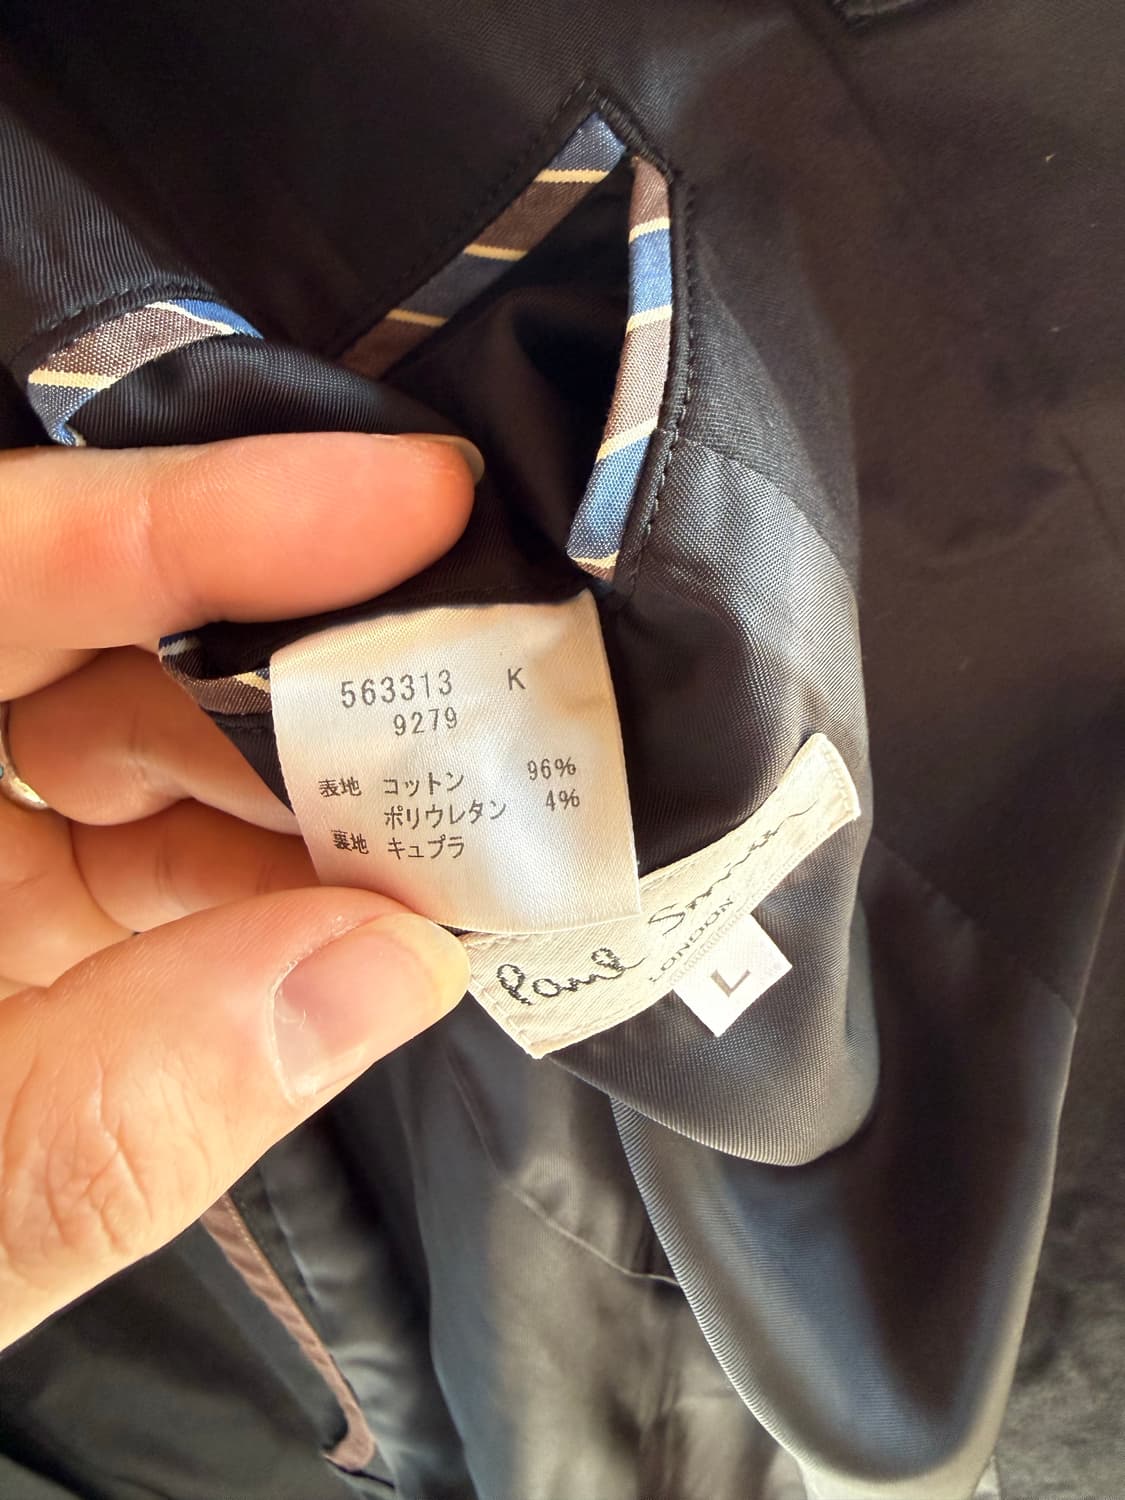 563313 K
9279
表地 コットン 96%
ポリウレタン 4%
裏地 キュプラ
Paul Smith
LONDON
L